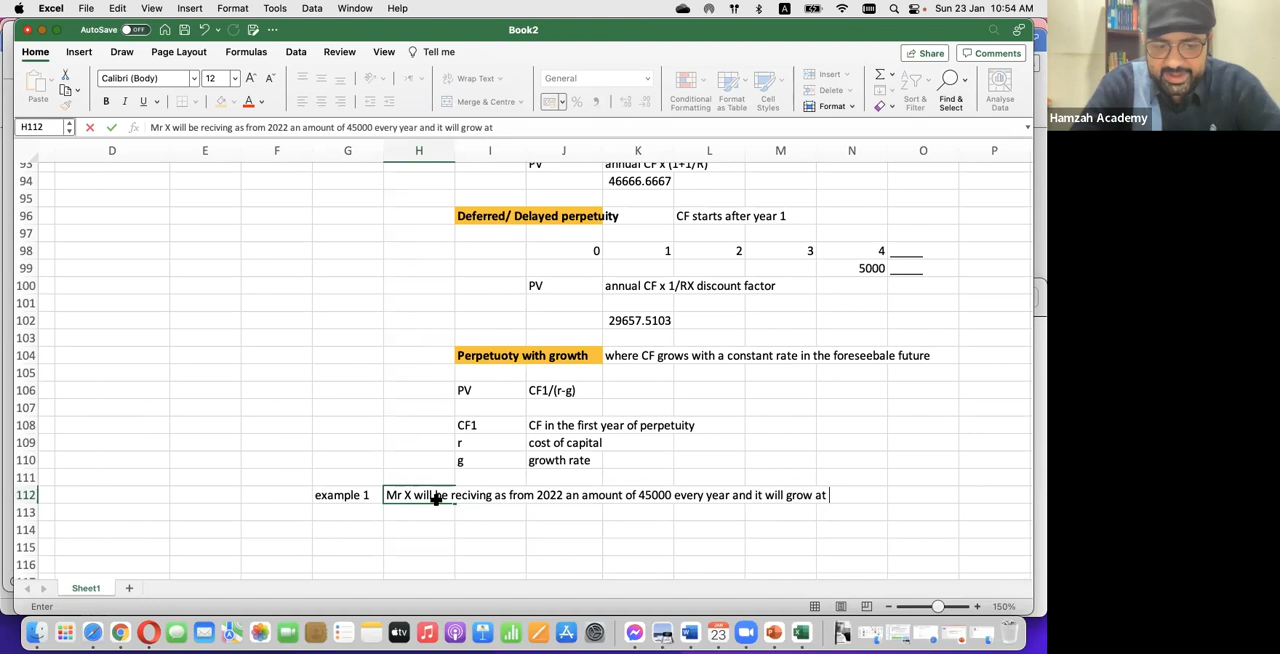 Excel File Edit View Insert Format Tools Data Window Help A Sun 23 Jan 10:54 AM
AutoSave OFF Book2
Home Insert Draw Page Layout Formulas Data Review View Tell me Share Comments
Paste Calibri (Body) 12 A A Wrap Text General Conditional Formatting Format Table Cell Styles Insert Sort & Filter Find & Select Analyse Data
B I U A Merge & Centre % Delete
Format
H112 fx Mr X will be reciving as from 2022 an amount of 45000 every year and it will grow at
D E F G H I J K L M N O P
93 PV annual CF x (1+1/R)
94 46666.6667
95
96 Deferred/ Delayed perpetuity CF starts after year 1
97
98 0 1 2 3 4 ______
99 5000 ______
100 PV annual CF x 1/RX discount factor
101
102 29657.5103
103
104 Perpetuoty with growth where CF grows with a constant rate in the foreseebale future
105
106 PV CF1/(r-g)
107
108 CF1 CF in the first year of perpetuity
109 r cost of capital
110 g growth rate
111
112 example 1 Mr X will be reciving as from 2022 an amount of 45000 every year and it will grow at
113
114
115
116
Sheet1 +
Enter 150%
Hamzah Academy